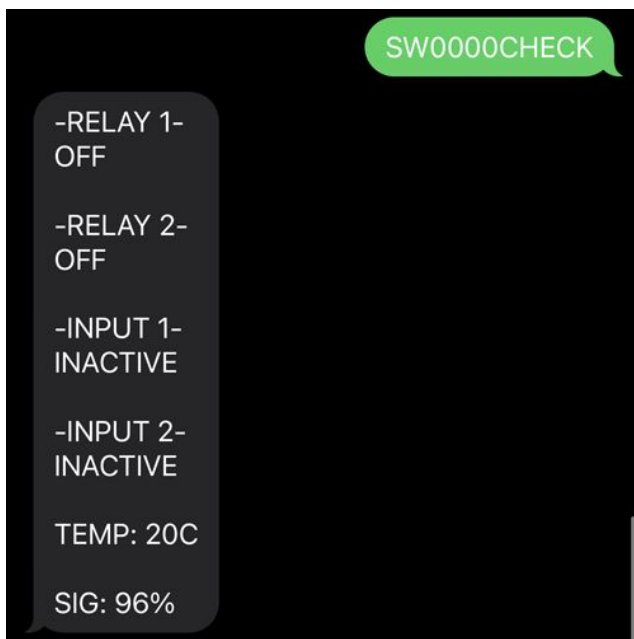 SW0000CHECK
-RELAY 1-
OFF
-RELAY 2-
OFF
-INPUT 1-
INACTIVE
-INPUT 2-
INACTIVE
TEMP: 20C
SIG: 96%